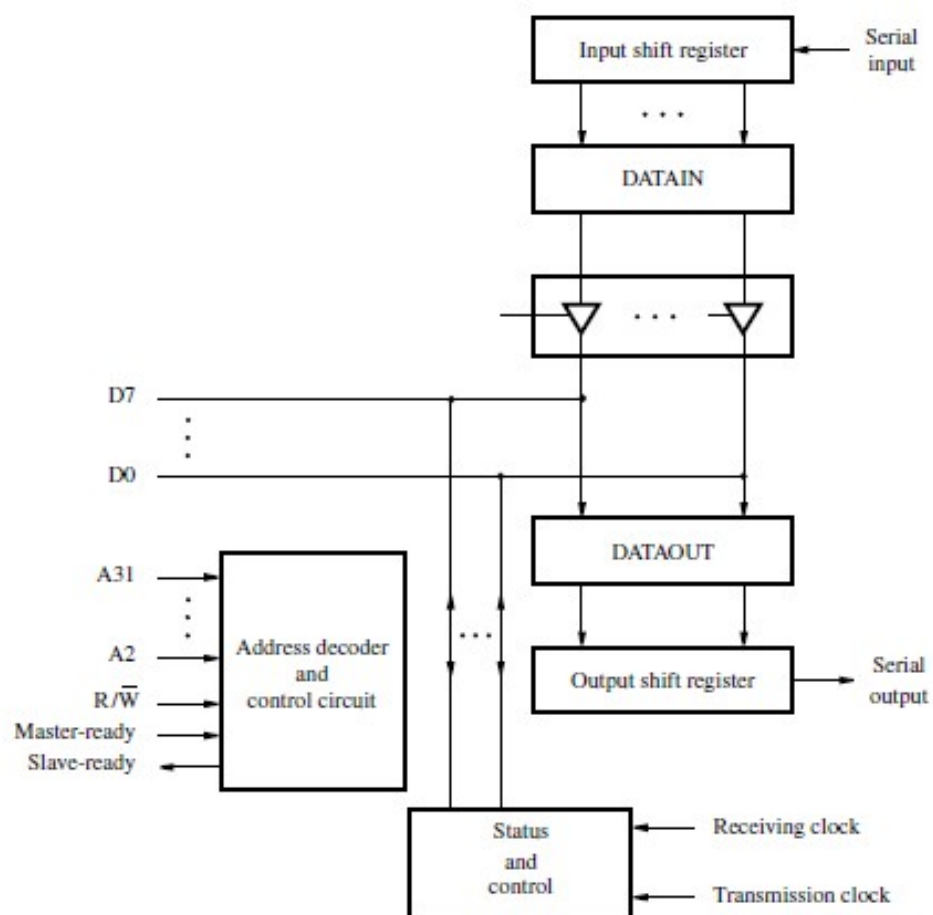 Input shift register
Serial
input
DATAIN
D7
D0
DATAOUT
A31
A2
R/W̅
Master-ready
Slave-ready
Address decoder
and
control circuit
Output shift register
Serial
output
Status
and
control
Receiving clock
Transmission clock